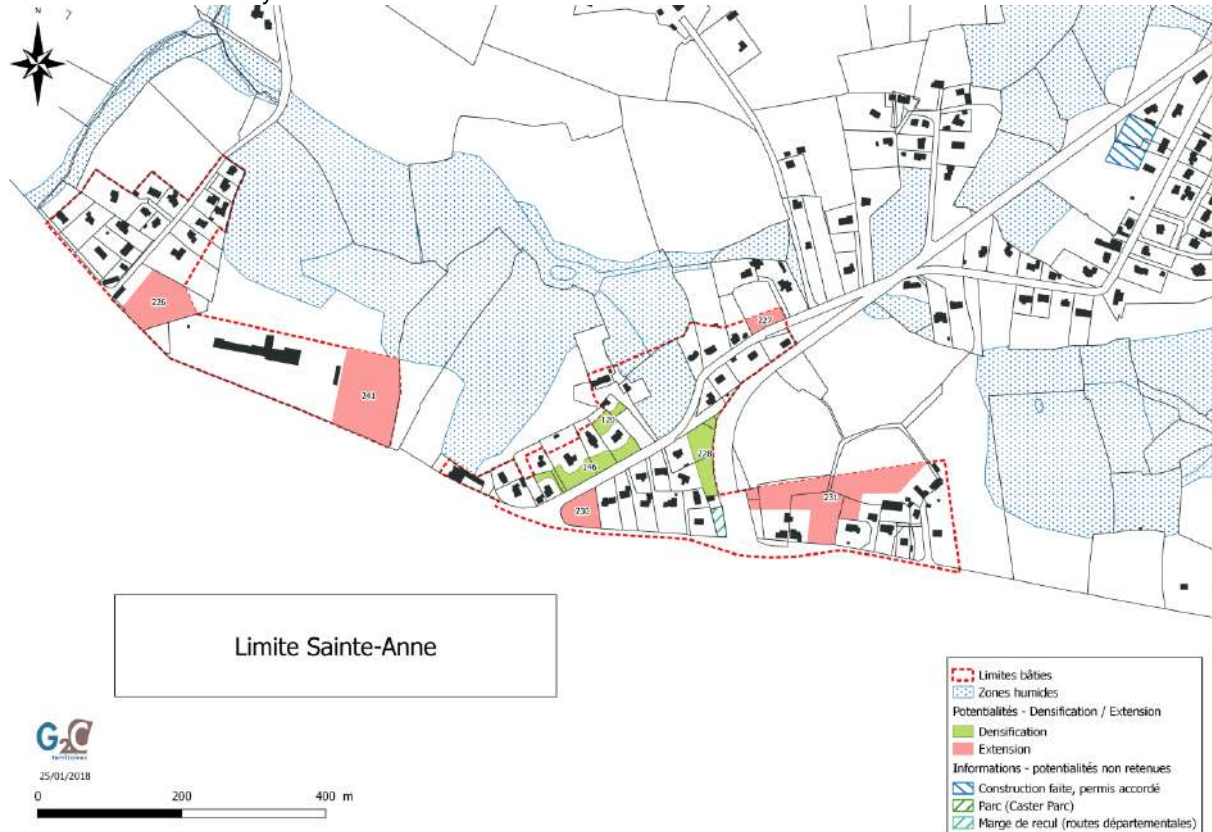 N
7
226
241
227
120
146
228
230
231
Limite Sainte-Anne
G2C
territoires
25/01/2018
0 200 400 m
Limites bâties
Zones humides
Potentialités - Densification / Extension
Densification
Extension
Informations - potentialités non retenues
Construction faite, permis accordé
Parc (Caster Parc)
Marge de recul (routes départementales)